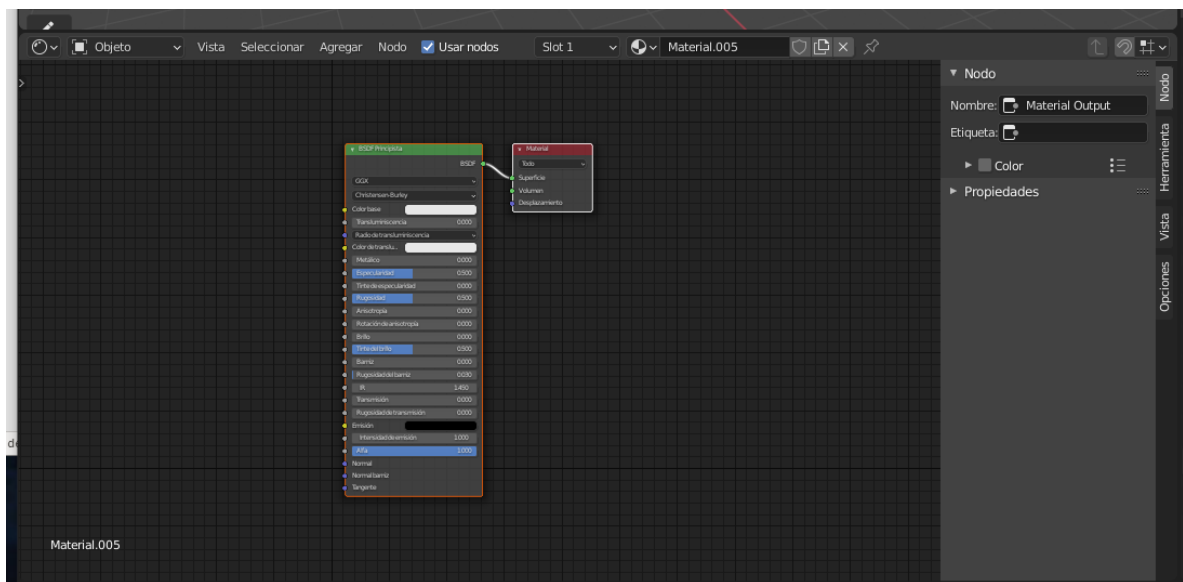 Objeto Vista Seleccionar Agregar Nodo Usar nodos Slot 1 Material.005
Nodo
Nombre: Material Output
Etiqueta:
Color
Propiedades
Nodo
Herramienta
Vista
Opciones
BSDF Principista
BSDF
GGX
Christensen-Burley
Color base
Transluminiscencia 0.000
Radio de transluminiscencia
Color de translu..
Metálico 0.000
Especularidad 0.500
Tinte de especularidad 0.000
Rugosidad 0.500
Anisotropía 0.000
Rotación de anisotropía 0.000
Brillo 0.000
Tinte del brillo 0.500
Barniz 0.000
Rugosidad del barniz 0.030
IR 1.450
Transmisión 0.000
Rugosidad de transmisión 0.000
Emisión
Intensidad de emisión 1.000
Alfa 1.000
Normal
Normal barniz
Tangente
Material
Todo
Superficie
Volumen
Desplazamiento
Material.005